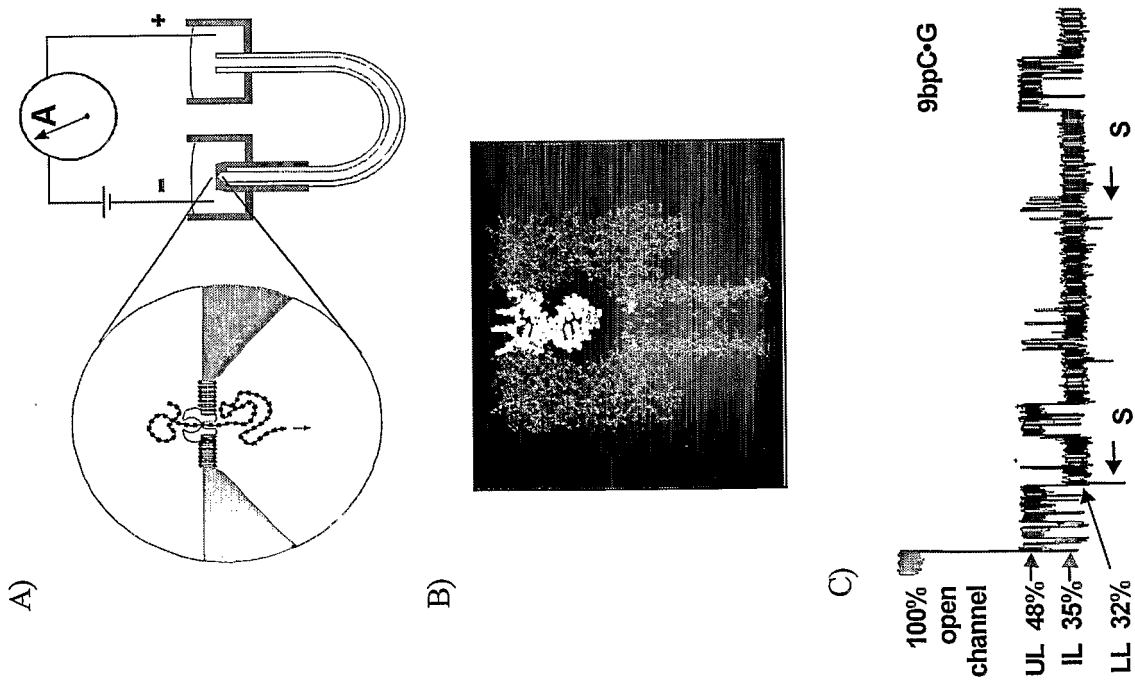 A)
−
+
A
B)
C)
9bpC•G
100%
open
channel
UL 48%
IL 35%
LL 32%
S
S